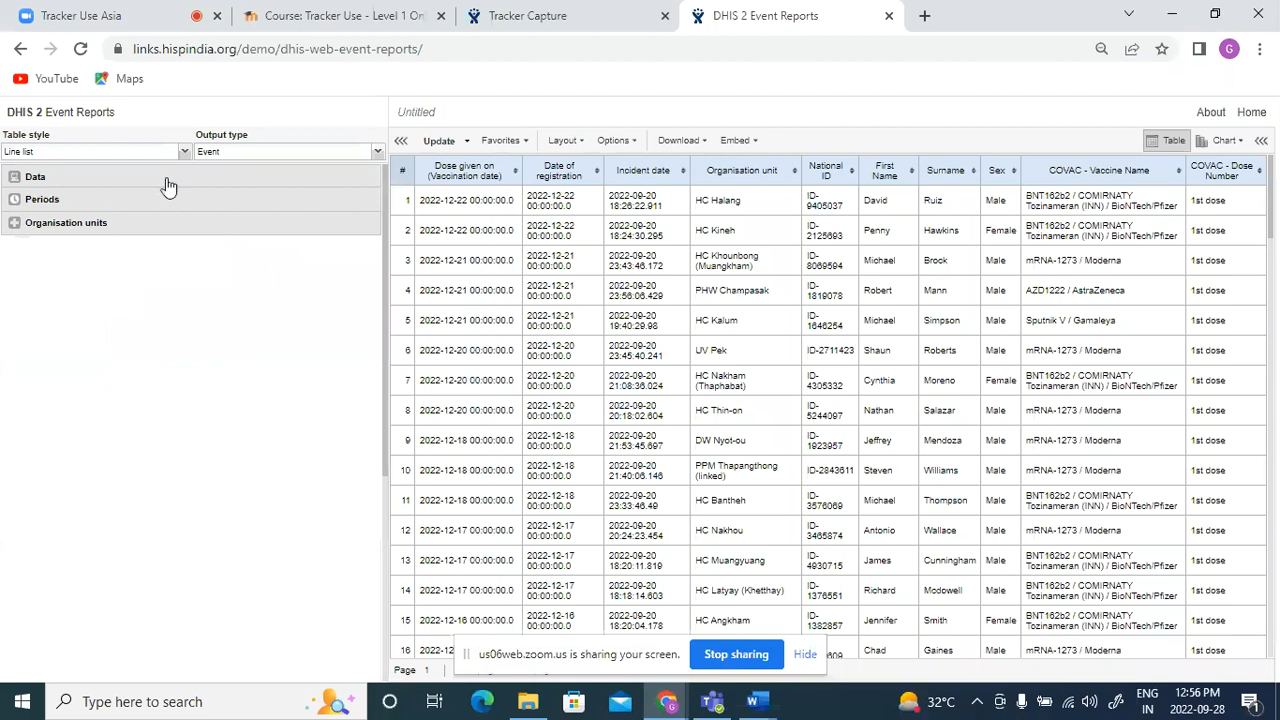 Tracker Use Asia
Course: Tracker Use - Level 1 Onl
Tracker Capture
DHIS 2 Event Reports
links.hispindia.org/demo/dhis-web-event-reports/
G
YouTube
Maps
DHIS 2 Event Reports
Untitled
About
Home
Table style
Output type
Line list
Event
Update
Favorites
Layout
Options
Download
Embed
Table
Chart
Data
Periods
Organisation units
# Dose given on (Vaccination date) Date of registration Incident date Organisation unit National ID First Name Surname Sex COVAC - Vaccine Name COVAC - Dose Number
1 2022-12-22 00:00:00.0 2022-12-22 00:00:00.0 2022-09-20 18:26:22.911 HC Halang ID-9405037 David Ruiz Male BNT162b2 / COMIRNATY Tozinameran (INN) / BioNTech/Pfizer 1st dose
2 2022-12-22 00:00:00.0 2022-12-22 00:00:00.0 2022-09-20 18:24:30.295 HC Kineh ID-2125693 Penny Hawkins Female BNT162b2 / COMIRNATY Tozinameran (INN) / BioNTech/Pfizer 1st dose
3 2022-12-21 00:00:00.0 2022-12-21 00:00:00.0 2022-09-20 23:43:46.172 HC Khounbong (Muangkham) ID-8069594 Michael Brock Male mRNA-1273 / Moderna 1st dose
4 2022-12-21 00:00:00.0 2022-12-21 00:00:00.0 2022-09-20 23:56:06.429 PHW Champasak ID-1819078 Robert Mann Male AZD1222 / AstraZeneca 1st dose
5 2022-12-21 00:00:00.0 2022-12-21 00:00:00.0 2022-09-20 19:40:29.98 HC Kalum ID-1646254 Michael Simpson Male Sputnik V / Gamaleya 1st dose
6 2022-12-20 00:00:00.0 2022-12-20 00:00:00.0 2022-09-20 23:45:40.241 UV Pek ID-2711423 Shaun Roberts Male mRNA-1273 / Moderna 1st dose
7 2022-12-20 00:00:00.0 2022-12-20 00:00:00.0 2022-09-20 21:08:36.024 HC Nakham (Thaphabat) ID-4305332 Cynthia Moreno Female BNT162b2 / COMIRNATY Tozinameran (INN) / BioNTech/Pfizer 1st dose
8 2022-12-20 00:00:00.0 2022-12-20 00:00:00.0 2022-09-20 20:18:02.604 HC Thin-on ID-5244097 Nathan Salazar Male mRNA-1273 / Moderna 1st dose
9 2022-12-18 00:00:00.0 2022-12-18 00:00:00.0 2022-09-20 21:53:45.697 DW Nyot-ou ID-1923957 Jeffrey Mendoza Male mRNA-1273 / Moderna 1st dose
10 2022-12-18 00:00:00.0 2022-12-18 00:00:00.0 2022-09-20 21:40:06.146 PPM Thapangthong (linked) ID-2843611 Steven Williams Male mRNA-1273 / Moderna 1st dose
11 2022-12-18 00:00:00.0 2022-12-18 00:00:00.0 2022-09-20 23:33:46.49 HC Bantheh ID-3576069 Michael Thompson Male BNT162b2 / COMIRNATY Tozinameran (INN) / BioNTech/Pfizer 1st dose
12 2022-12-17 00:00:00.0 2022-12-17 00:00:00.0 2022-09-20 20:24:23.454 HC Nakhou ID-3465874 Antonio Wallace Male mRNA-1273 / Moderna 1st dose
13 2022-12-17 00:00:00.0 2022-12-17 00:00:00.0 2022-09-20 18:20:11.819 HC Muangyuang ID-4930715 James Cunningham Male BNT162b2 / COMIRNATY Tozinameran (INN) / BioNTech/Pfizer 1st dose
14 2022-12-17 00:00:00.0 2022-12-17 00:00:00.0 2022-09-20 18:18:14.603 HC Latyay (Khetthay) ID-1376551 Richard Mcdowell Male BNT162b2 / COMIRNATY Tozinameran (INN) / BioNTech/Pfizer 1st dose
15 2022-12-16 00:00:00.0 2022-12-16 00:00:00.0 2022-09-20 18:20:04.178 HC Angkham ID-1382857 Jennifer Smith Female BNT162b2 / COMIRNATY Tozinameran (INN) / BioNTech/Pfizer 1st dose
16 Chad Gaines Male 1st dose
us06web.zoom.us is sharing your screen.
Stop sharing
Hide
Page 1
Type here to search
32°C
ENG
IN
12:56 PM
2022-09-28
1